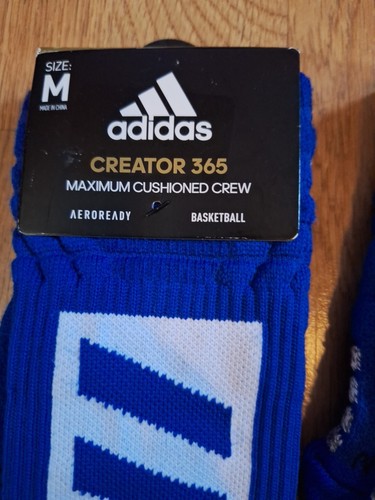 SIZE:
M
MADE IN CHINA
adidas
CREATOR 365
MAXIMUM CUSHIONED CREW
AEROREADY BASKETBALL